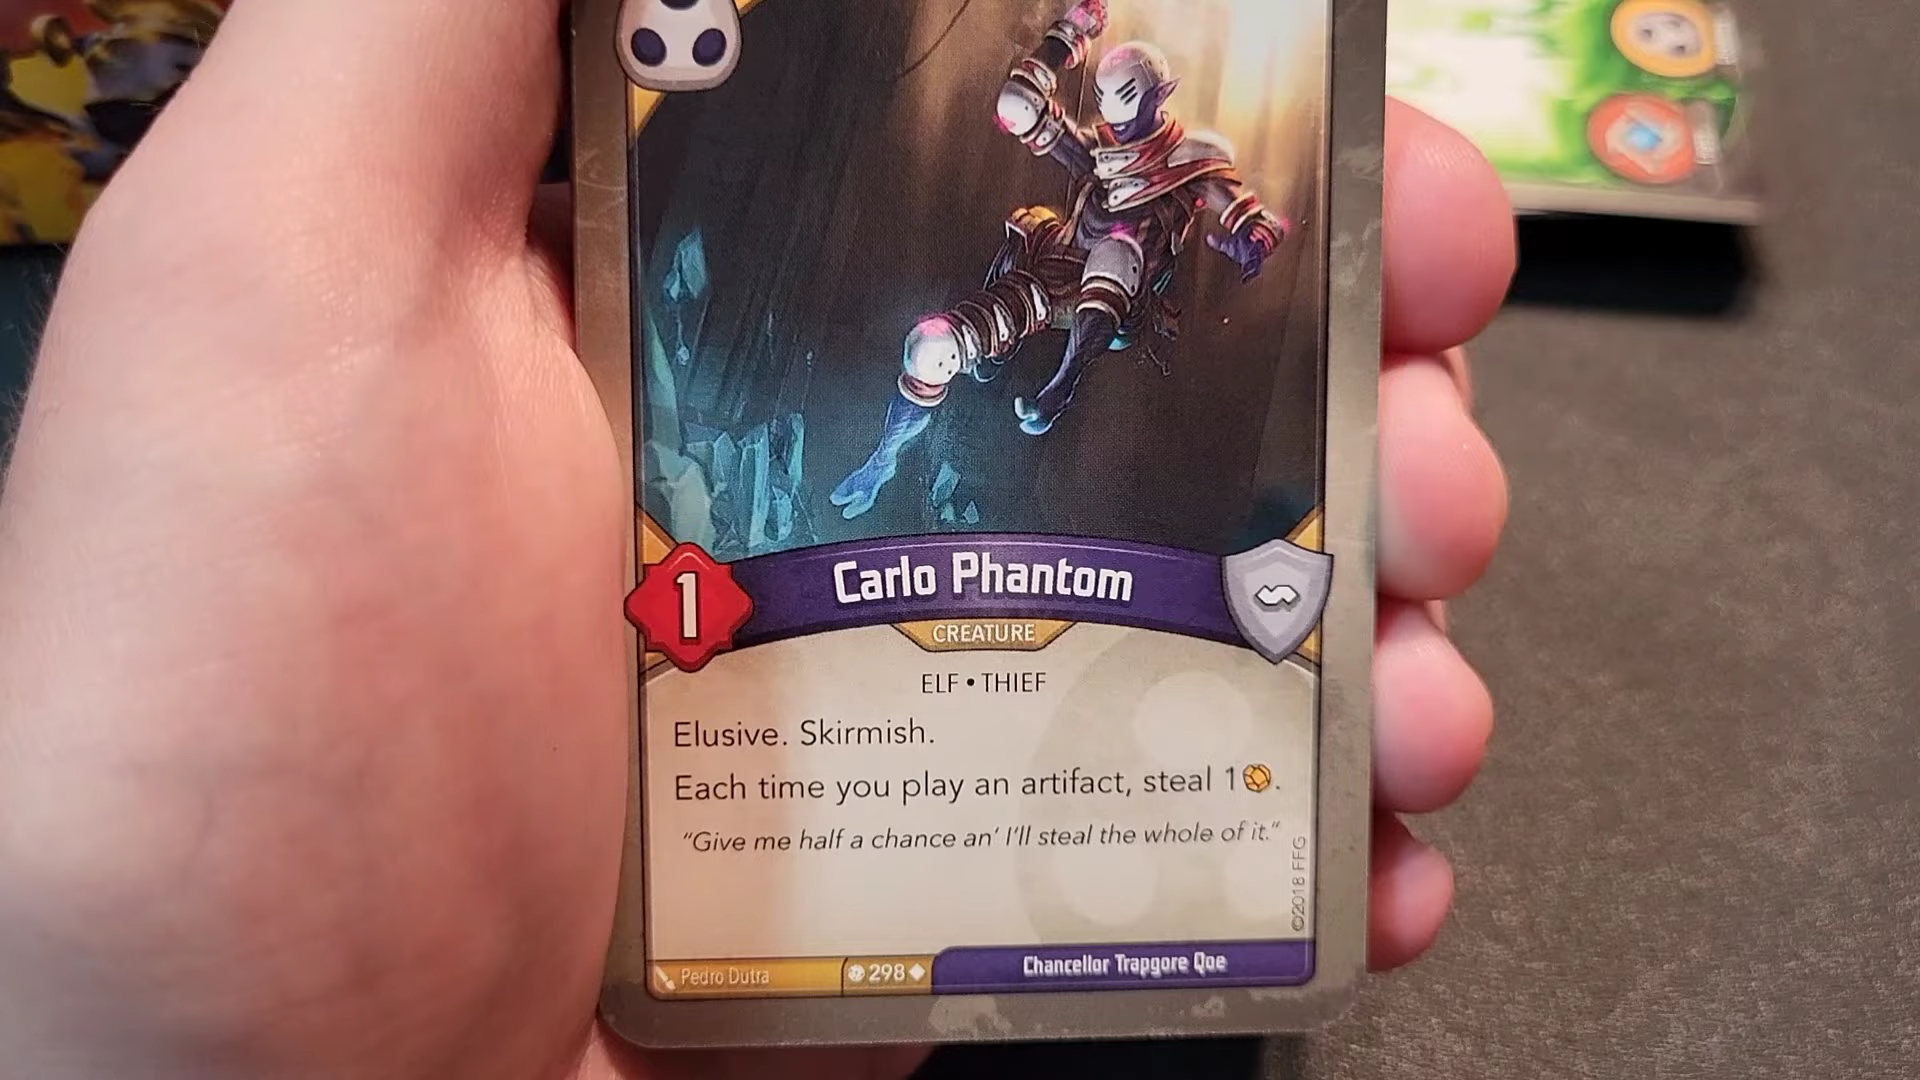 1
Carlo Phantom
CREATURE
ELF • THIEF
Elusive. Skirmish.
Each time you play an artifact, steal 1.
“Give me half a chance an’ I’ll steal the whole of it.”
©2018 FFG
Pedro Dutra
298
Chancellor Trapgore Qoe